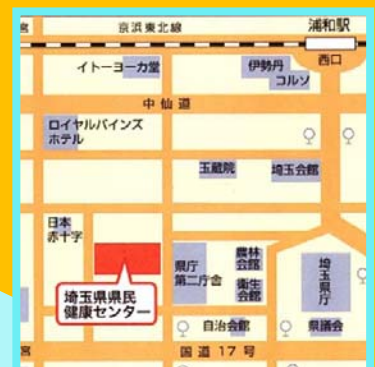 宮
京浜東北線
浦和駅
西口
イトーヨーカ堂
伊勢丹
コルソ
中仙道
ロイヤルパインズ
ホテル
玉蔵院
埼玉会館
日本
赤十字
県庁
第二庁舎
農林
会館
衛生
会館
埼玉県庁
埼玉県県民
健康センター
自治会館
県議会
宮
国道17号